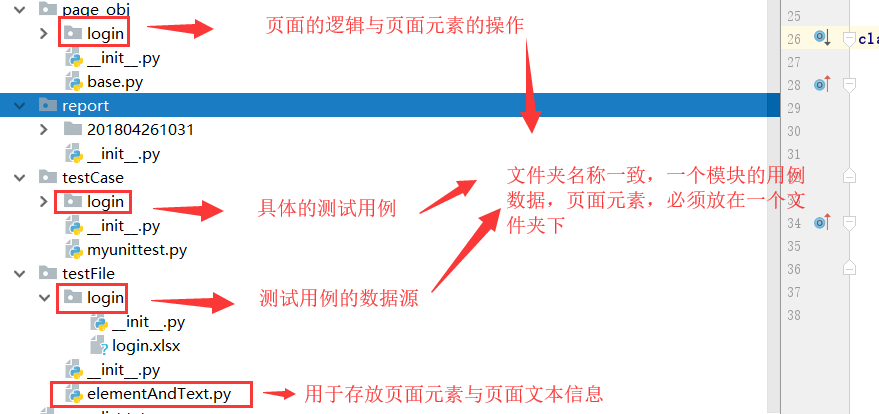 page_obj
login
页面的逻辑与页面元素的操作
__init__.py
base.py
report
201804261031
__init__.py
testCase
login
具体的测试用例
__init__.py
myunittest.py
文件夹名称一致，一个模块的用例
数据，页面元素，必须放在一个文
件夹下
testFile
login
测试用例的数据源
__init__.py
login.xlsx
__init__.py
elementAndText.py
用于存放页面元素与页面文本信息
25
26
cla
28
29
30
31
34
35
36
37
38